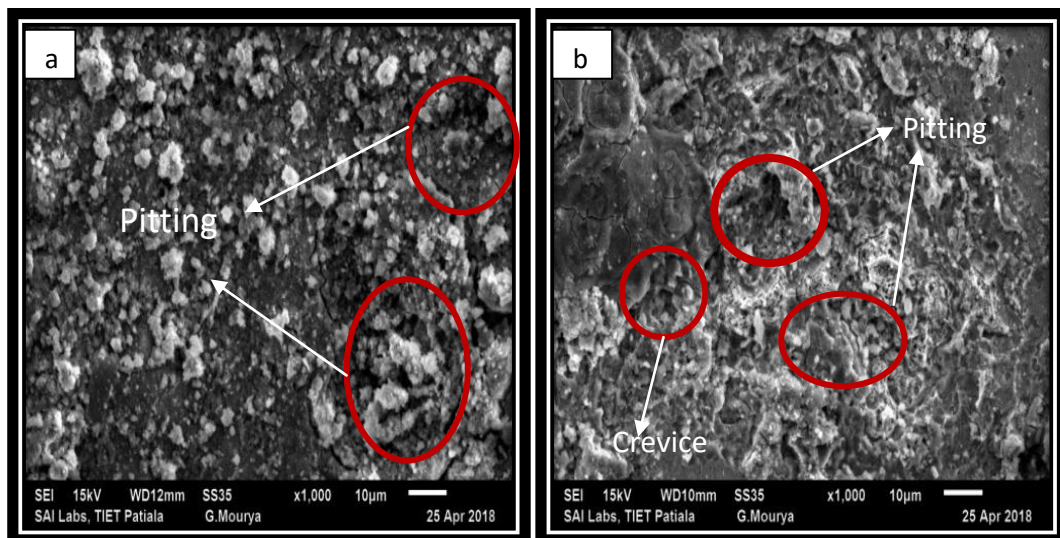 a
Pitting
SEI 15kV WD12mm SS35 x1,000 10µm
SAI Labs, TIET Patiala G.Mourya 25 Apr 2018
b
Pitting
Crevice
SEI 15kV WD10mm SS35 x1,000 10µm
SAI Labs, TIET Patiala G.Mourya 25 Apr 2018